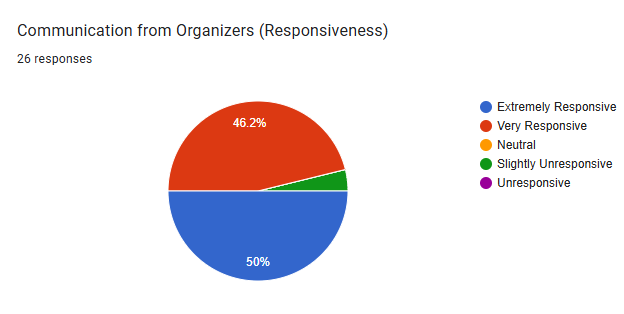 Communication from Organizers (Responsiveness)
26 responses
46.2%
50%
Extremely Responsive
Very Responsive
Neutral
Slightly Unresponsive
Unresponsive